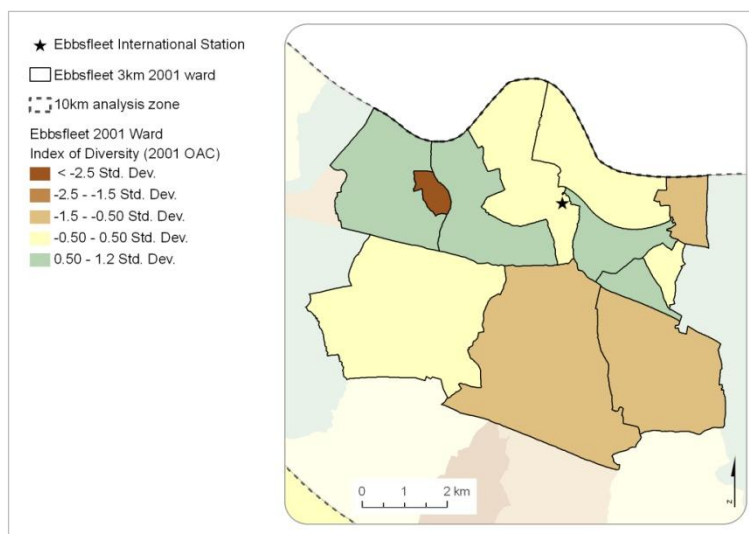 Ebbsfleet International Station
Ebbsfleet 3km 2001 ward
10km analysis zone
Ebbsfleet 2001 Ward
Index of Diversity (2001 OAC)
< -2.5 Std. Dev.
-2.5 - -1.5 Std. Dev.
-1.5 - -0.50 Std. Dev.
-0.50 - 0.50 Std. Dev.
0.50 - 1.2 Std. Dev.
0 1 2 km
N